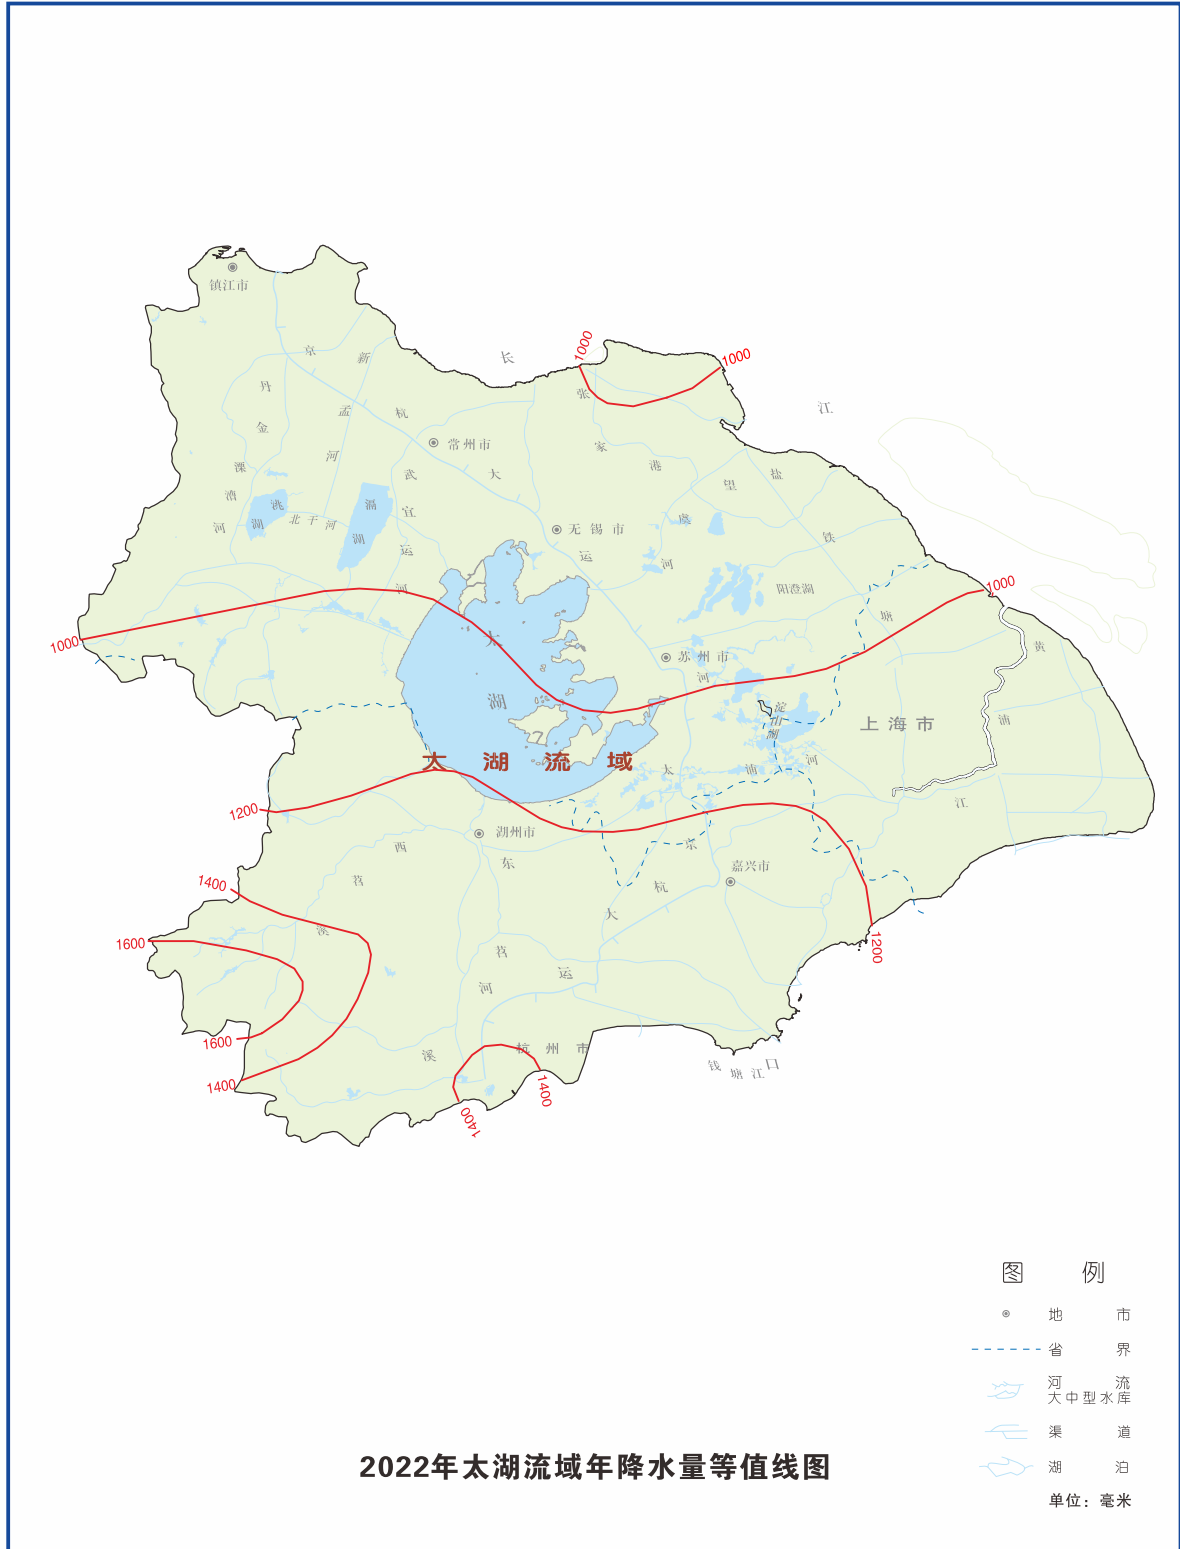 镇江市
长
1000
1000
江
京
新
丹
孟
杭
金
张
常州市
家
河
溧
武
大
港
望
盐
漕
洮
滆
河
湖
北干河
宜
虞
无锡市
铁
湖
运
运
河
阳澄湖
河
1000
塘
1000
太
苏州市
黄
河
湖
淀山湖
上海市
浦
太湖流域
太
浦
河
1200
江
湖州市
西
东
京
嘉兴市
1400
苕
杭
大
溪
1600
苕
运
1200
河
1600
溪
杭州市
钱塘江口
1400
1400
1400
图例
地市
省界
河流
大中型水库
渠道
湖泊
单位：毫米
2022年太湖流域年降水量等值线图